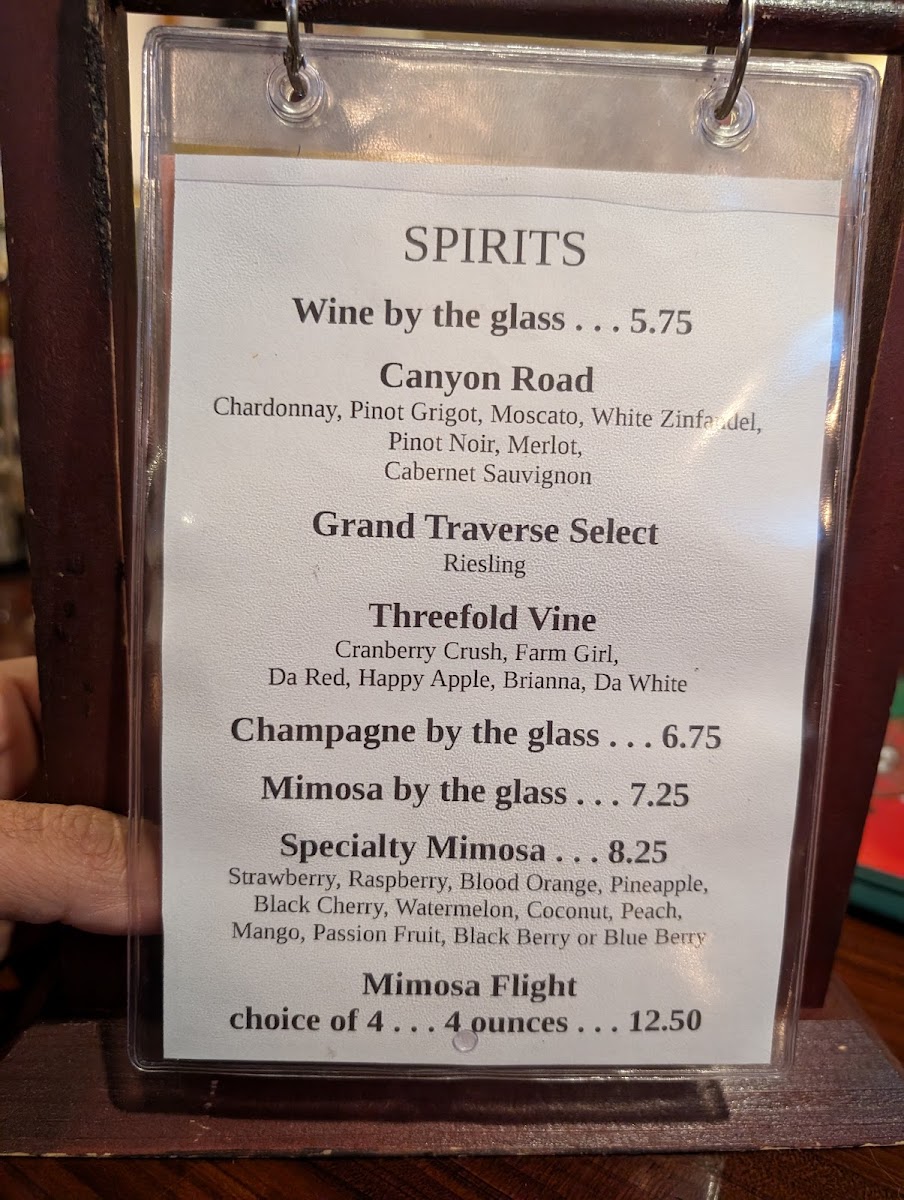 SPIRITS
Wine by the glass . . . 5.75
Canyon Road
Chardonnay, Pinot Grigot, Moscato, White Zinfandel,
Pinot Noir, Merlot,
Cabernet Sauvignon
Grand Traverse Select
Riesling
Threefold Vine
Cranberry Crush, Farm Girl,
Da Red, Happy Apple, Brianna, Da White
Champagne by the glass . . . 6.75
Mimosa by the glass . . . 7.25
Specialty Mimosa . . . 8.25
Strawberry, Raspberry, Blood Orange, Pineapple,
Black Cherry, Watermelon, Coconut, Peach,
Mango, Passion Fruit, Black Berry or Blue Berry
Mimosa Flight
choice of 4 . . . 4 ounces . . . 12.50